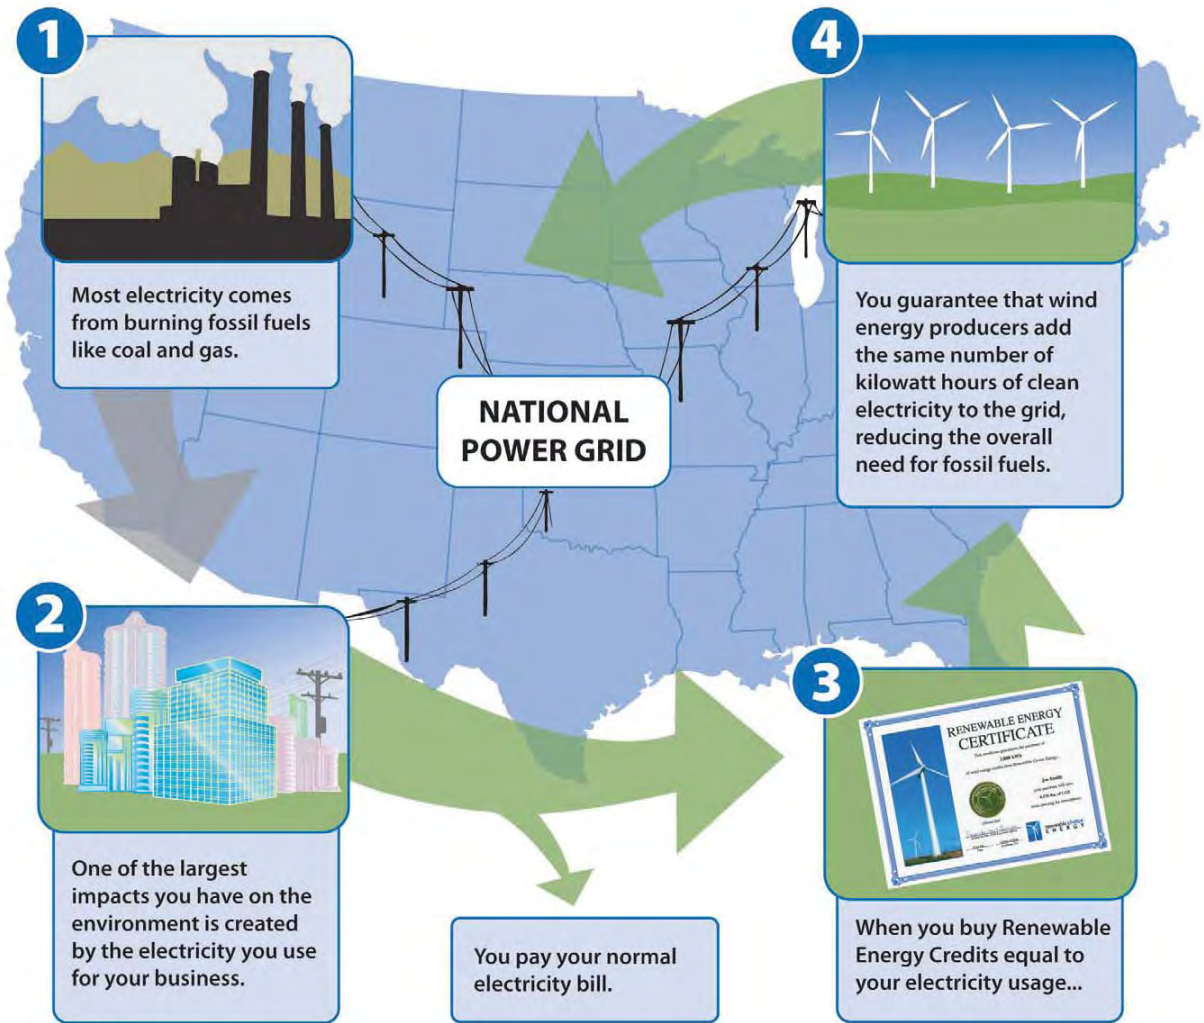 1
Most electricity comes
from burning fossil fuels
like coal and gas.
4
You guarantee that wind
energy producers add
the same number of
kilowatt hours of clean
electricity to the grid,
reducing the overall
need for fossil fuels.
NATIONAL
POWER GRID
2
One of the largest
impacts you have on the
environment is created
by the electricity you use
for your business.
You pay your normal
electricity bill.
3
RENEWABLE ENERGY
CERTIFICATE
ENERGY
When you buy Renewable
Energy Credits equal to
your electricity usage...